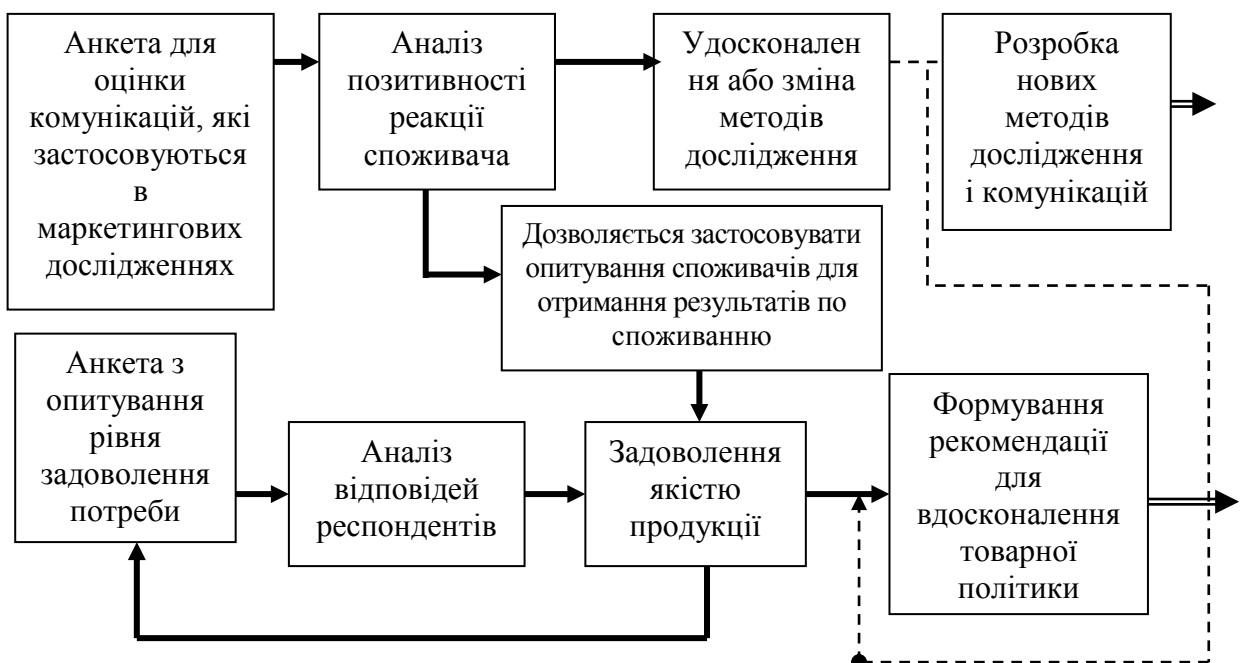 Анкета для
оцінки
комунікацій, які
застосовуються
в
маркетингових
дослідженнях
Аналіз
позитивності
реакції
споживача
Удосконален
ня або зміна
методів
дослідження
Розробка
нових
методів
дослідження
і комунікацій
Дозволяється застосовувати
опитування споживачів для
отримання результатів по
споживанню
Анкета з
опитування
рівня
задоволення
потреби
Аналіз
відповідей
респондентів
Задоволення
якістю
продукції
Формування
рекомендації
для
вдосконалення
товарної
політики